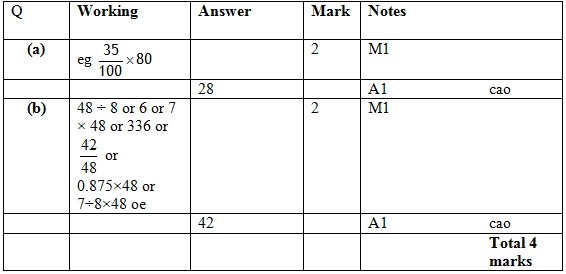 Q Working Answer Mark Notes
(a) eg 35/100 × 80 2 M1
28 A1 cao
(b) 48 ÷ 8 or 6 or 7 2 M1
× 48 or 336 or
42/48 or
0.875×48 or
7÷8×48 oe
42 A1 cao
Total 4
marks